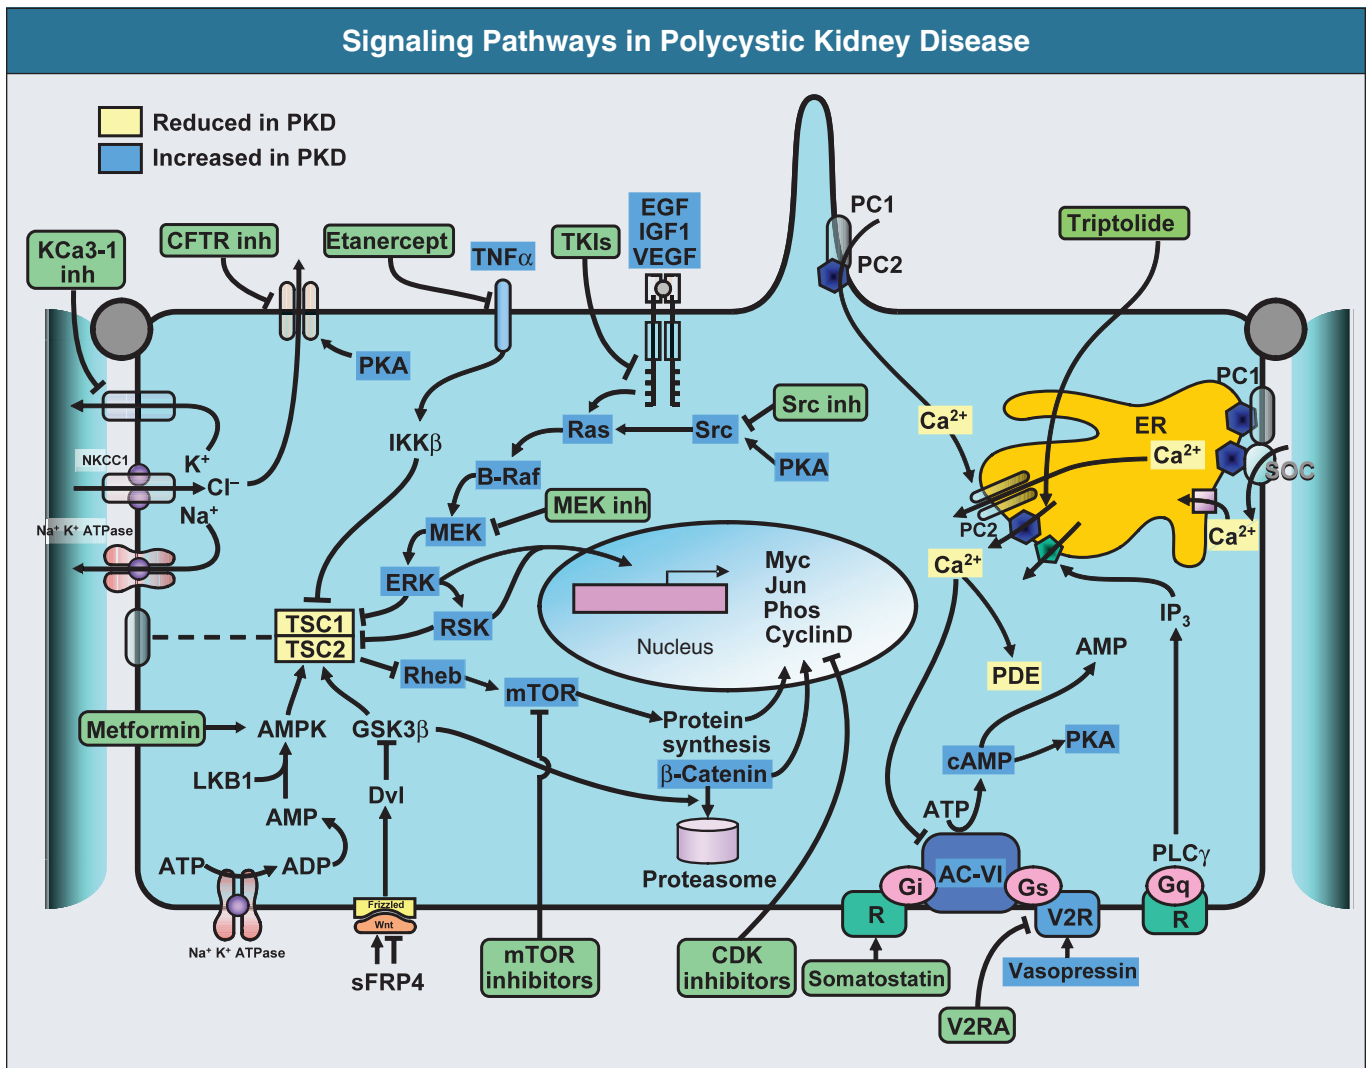 Signaling Pathways in Polycystic Kidney Disease
Reduced in PKD
Increased in PKD
KCa3-1
inh
CFTR inh
Etanercept
TNFα
TKIs
EGF
IGF1
VEGF
PC1
PC2
Triptolide
PKA
IKKβ
Ras
Src
Src inh
PKA
B-Raf
MEK inh
MEK
ERK
RSK
Ca²⁺
ER
PC1
Ca²⁺
SOC
Ca²⁺
PC2
Ca²⁺
NKCC1
K⁺
Cl⁻
Na⁺
Na⁺ K⁺ ATPase
TSC1
TSC2
Rheb
mTOR
Nucleus
Myc
Jun
Phos
CyclinD
IP₃
AMP
PDE
Metformin
AMPK
GSK3β
Protein
synthesis
β-Catenin
PKA
cAMP
LKB1
Dvl
AMP
ATP
ATP
ADP
Proteasome
PLCγ
AC-VI
Gi
Gs
Gq
R
V2R
R
Frizzled
Wnt
Na⁺ K⁺ ATPase
sFRP4
mTOR
inhibitors
CDK
inhibitors
Somatostatin
Vasopressin
V2RA